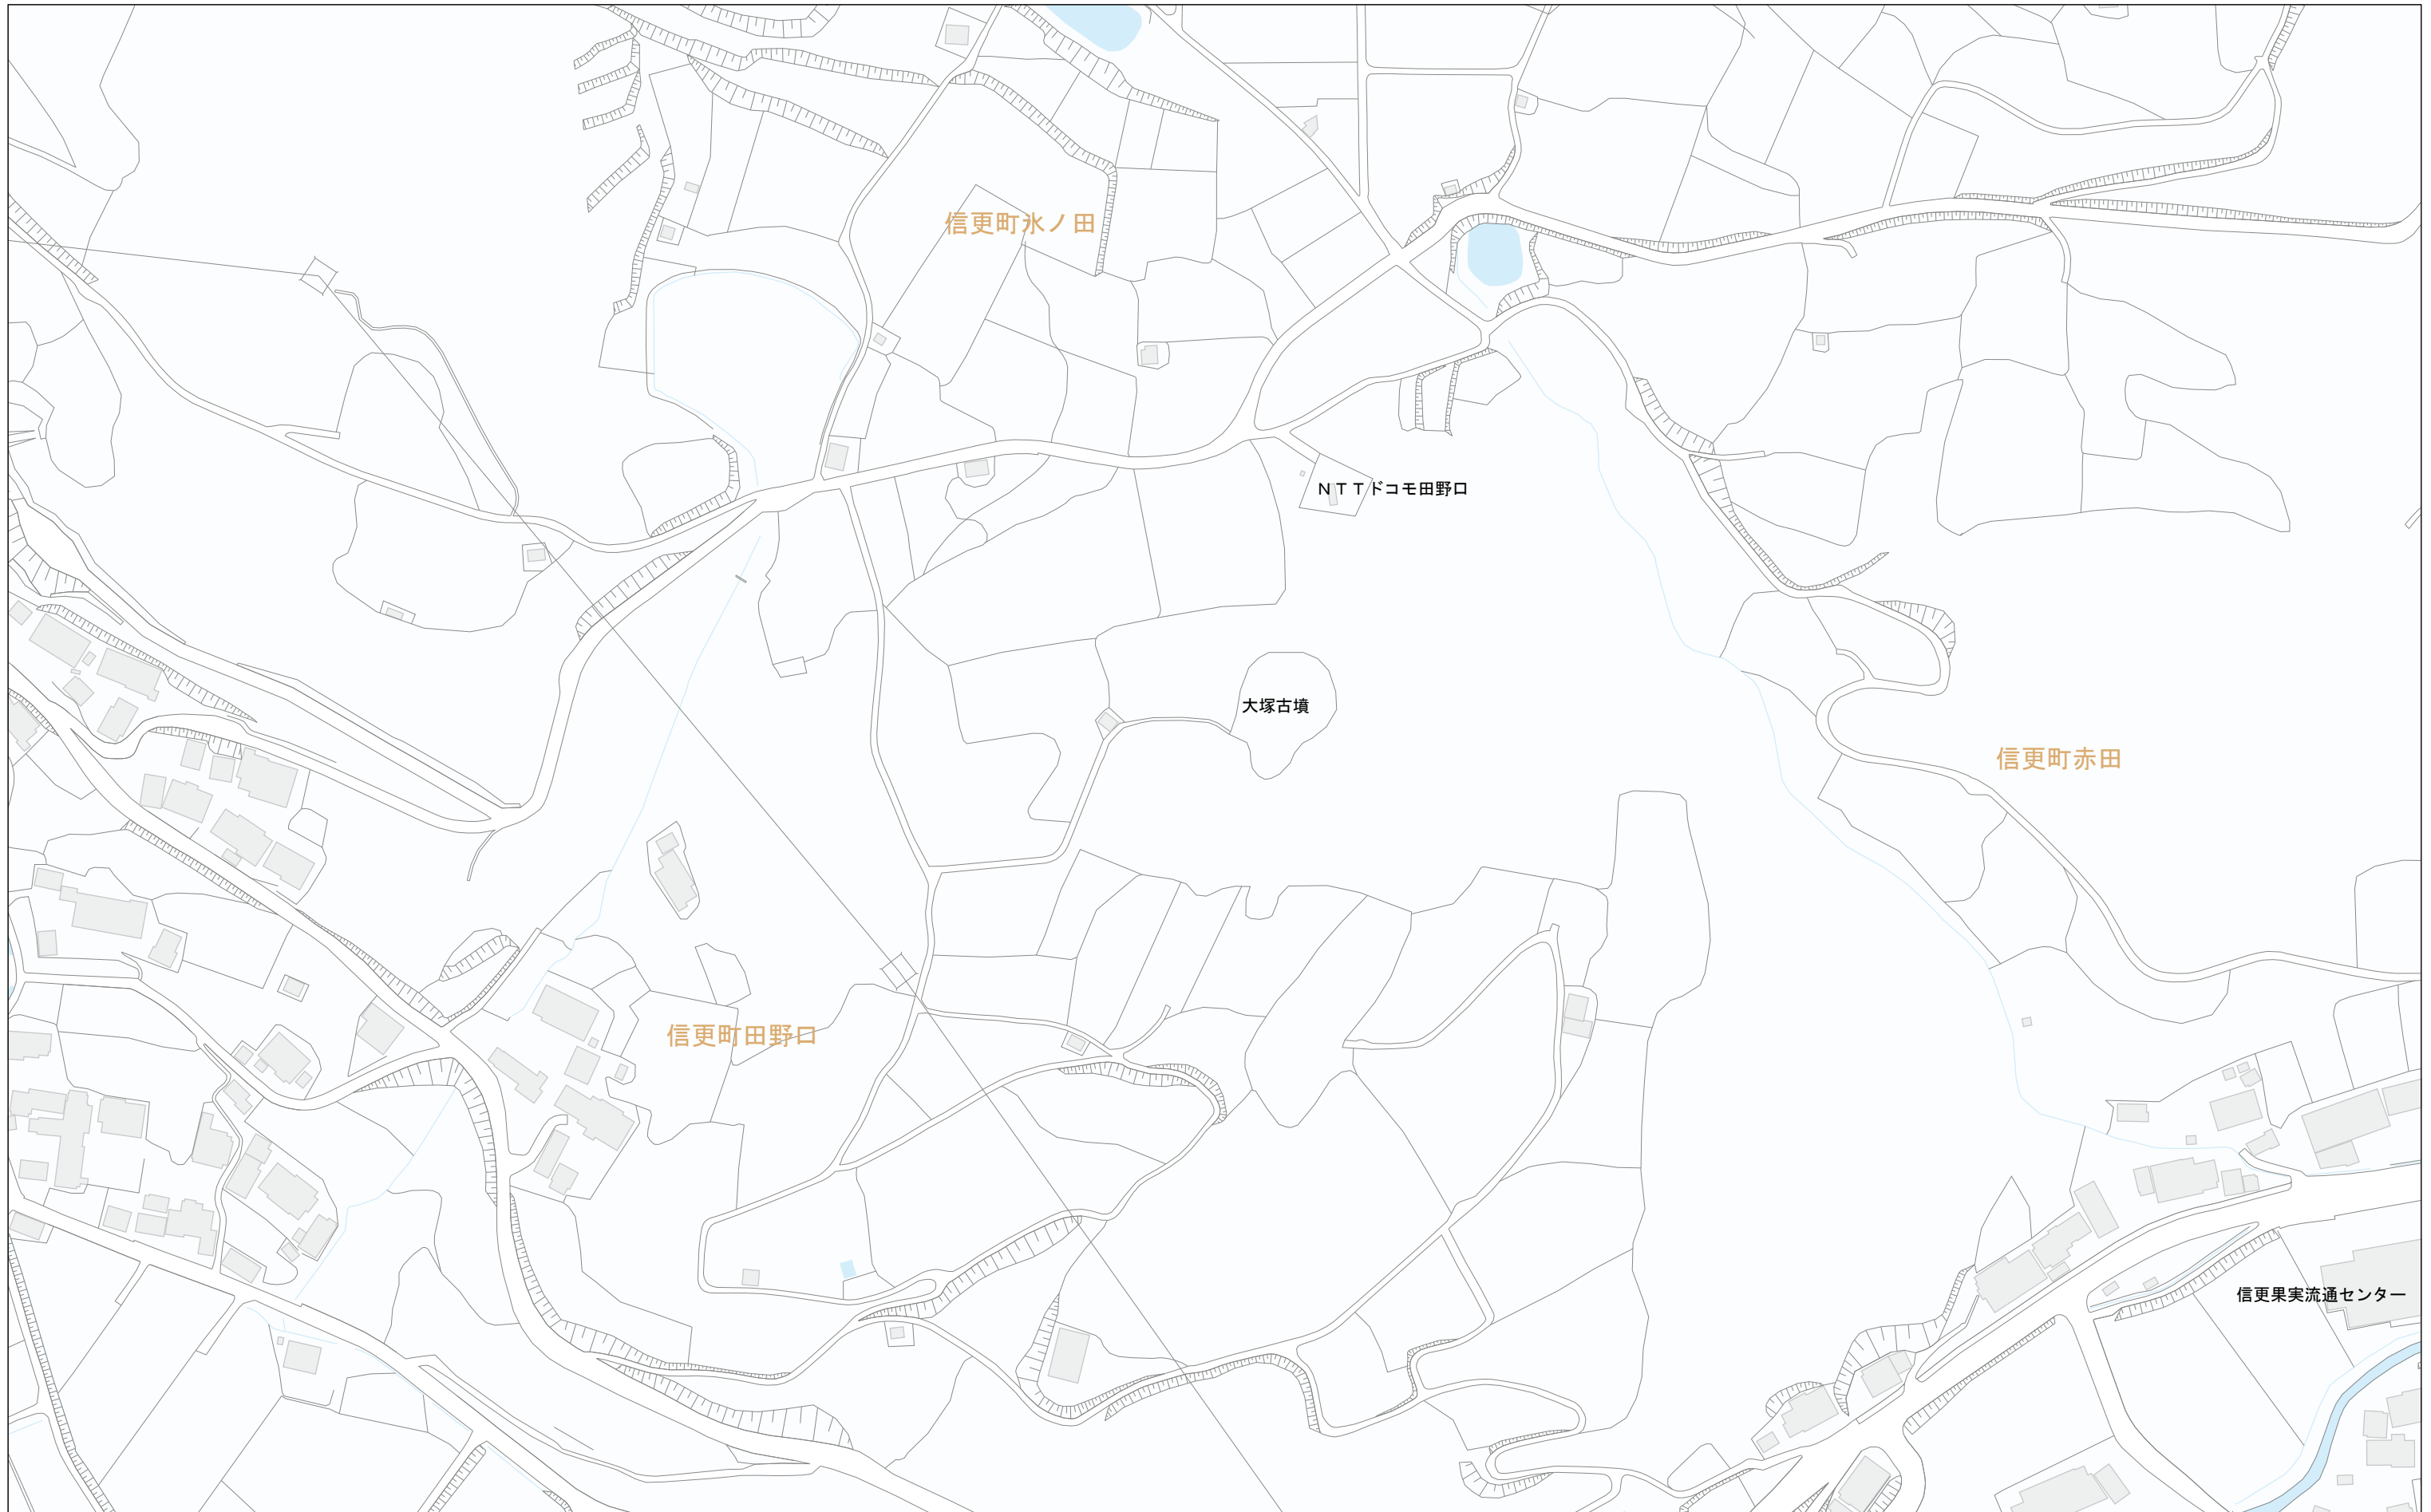 信更町氷ノ田
NTTドコモ田野口
大塚古墳
信更町赤田
信更町田野口
信更果実流通センター